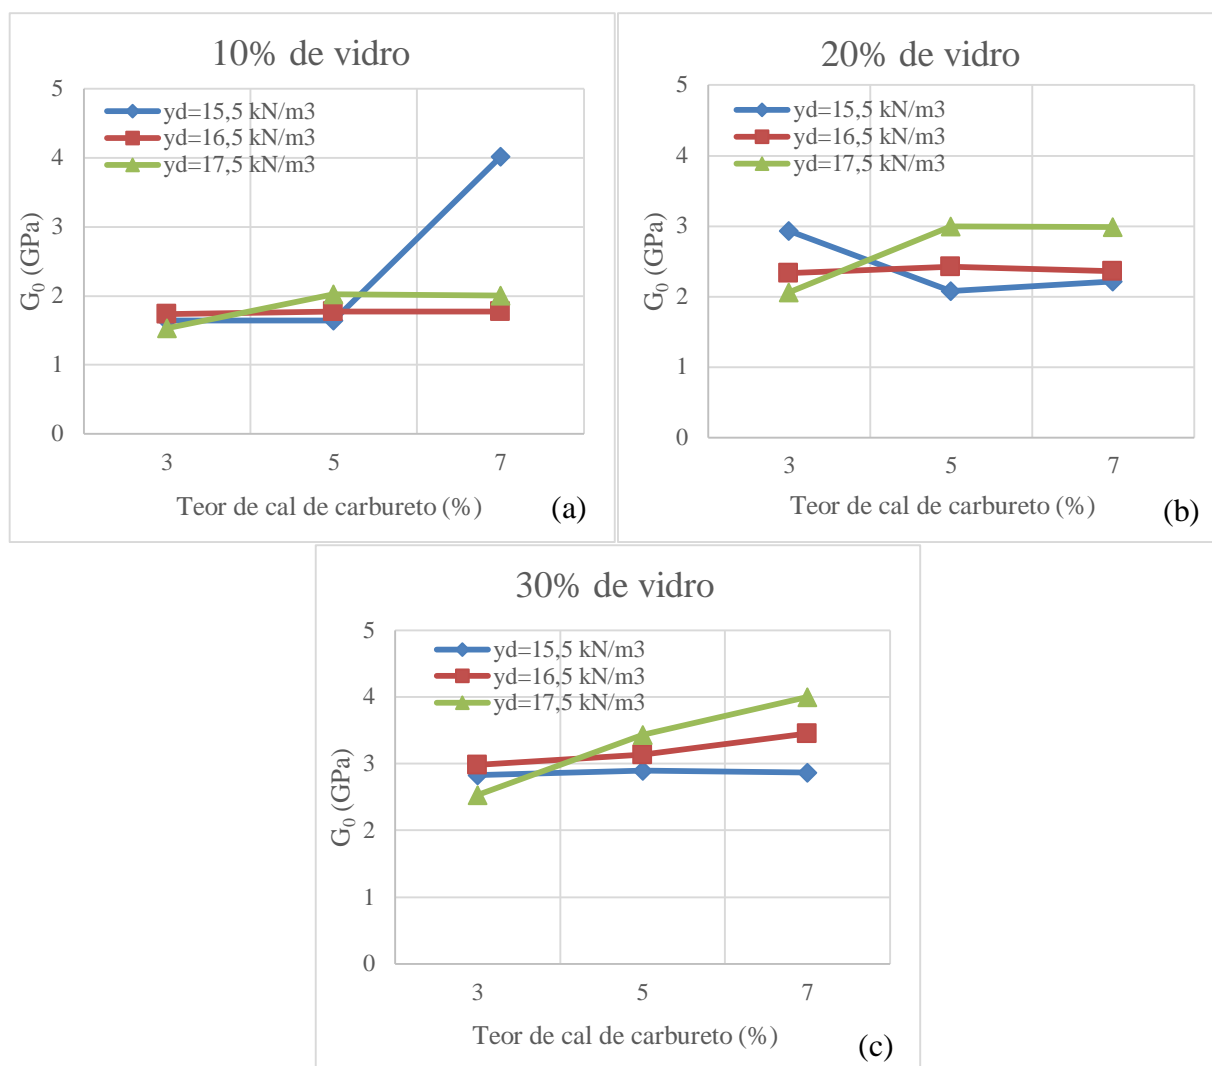 10% de vidro
5
4
3
2
1
0
G₀ (GPa)
yd=15,5 kN/m3
yd=16,5 kN/m3
yd=17,5 kN/m3
3 5 7
Teor de cal de carbureto (%)
(a)
20% de vidro
5
4
3
2
1
0
G₀ (GPa)
yd=15,5 kN/m3
yd=16,5 kN/m3
yd=17,5 kN/m3
3 5 7
Teor de cal de carbureto (%)
(b)
30% de vidro
5
4
3
2
1
0
G₀ (GPa)
yd=15,5 kN/m3
yd=16,5 kN/m3
yd=17,5 kN/m3
3 5 7
Teor de cal de carbureto (%)
(c)